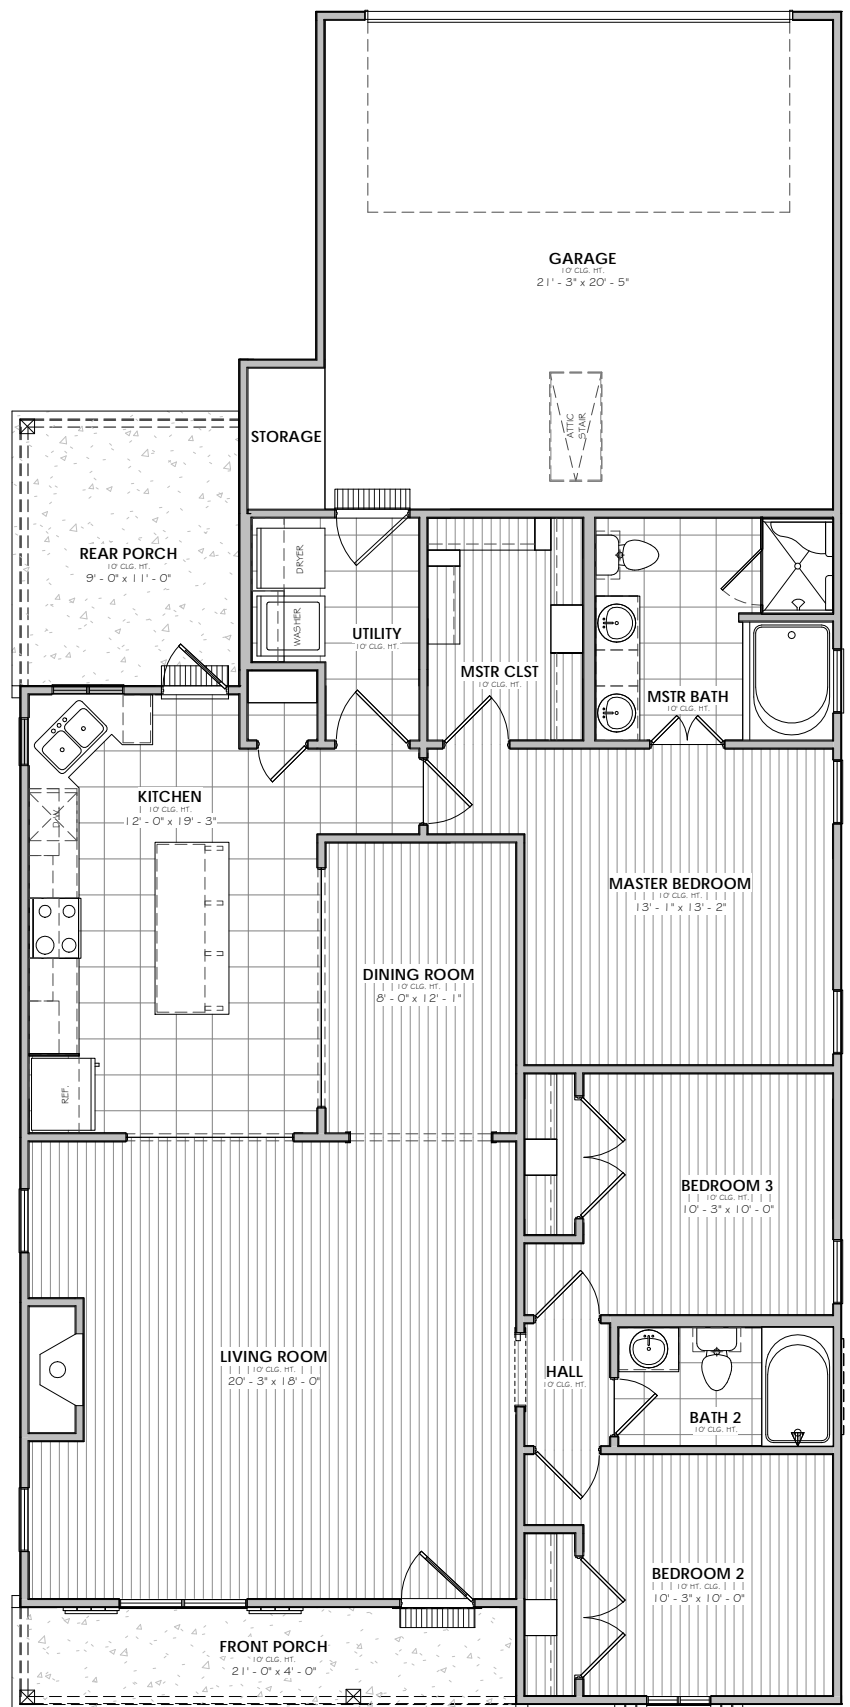 GARAGE
10' CLG. HT.
21' - 3" x 20' - 5"
ATTIC
STAIR
STORAGE
REAR PORCH
10' CLG. HT.
9' - 0" x 11' - 0"
DRYER
WASHER
UTILITY
10' CLG. HT.
MSTR CLST
10' CLG. HT.
MSTR BATH
10' CLG. HT.
KITCHEN
10' CLG. HT.
12' - 0" x 19' - 3"
D.W.
MASTER BEDROOM
10' CLG. HT.
13' - 1" x 13' - 2"
DINING ROOM
10' CLG. HT.
8' - 0" x 12' - 1"
REF.
BEDROOM 3
10' CLG. HT.
10' - 3" x 10' - 0"
LIVING ROOM
10' CLG. HT.
20' - 3" x 18' - 0"
HALL
10' CLG. HT.
BATH 2
10' CLG. HT.
BEDROOM 2
10' HT. CLG.
10' - 3" x 10' - 0"
FRONT PORCH
10' CLG. HT.
21' - 0" x 4' - 0"